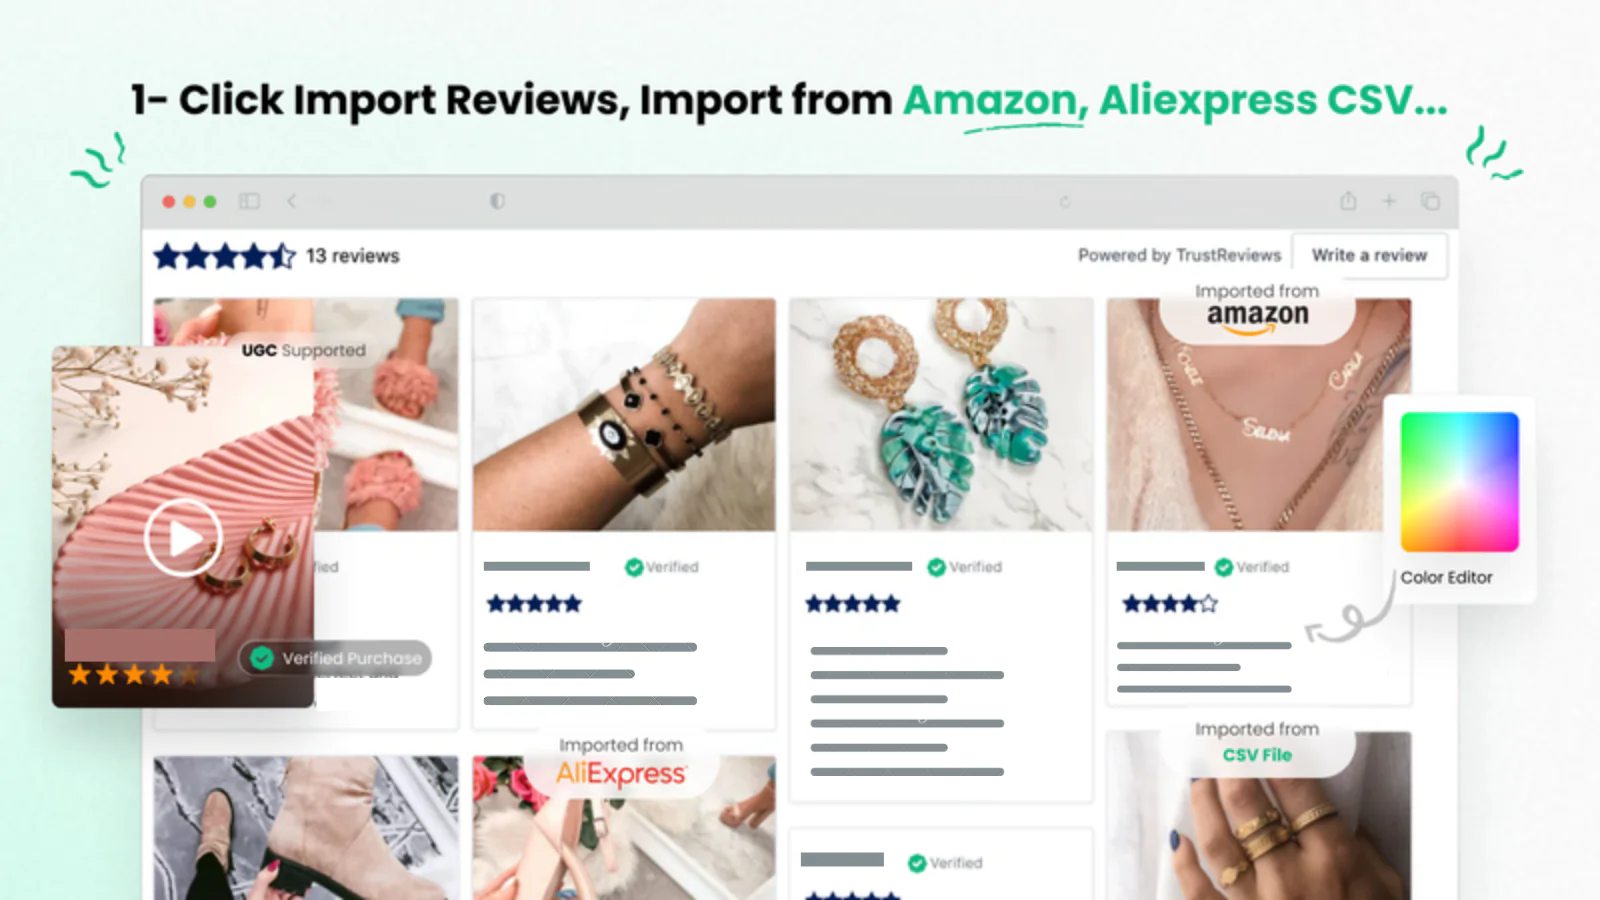 1- Click Import Reviews, Import from Amazon, Aliexpress CSV...
13 reviews
Powered by TrustReviews
Write a review
Imported from
amazon
UGC Supported
Verified
Verified
Verified
Color Editor
Verified Purchase
Imported from
AliExpress
Imported from
CSV File
Verified